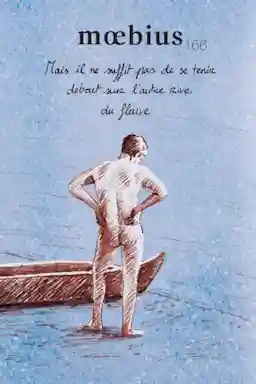 mœbius 166
Mais il ne suffit pas de se tenir
debout sur l'autre rive
du fleuve